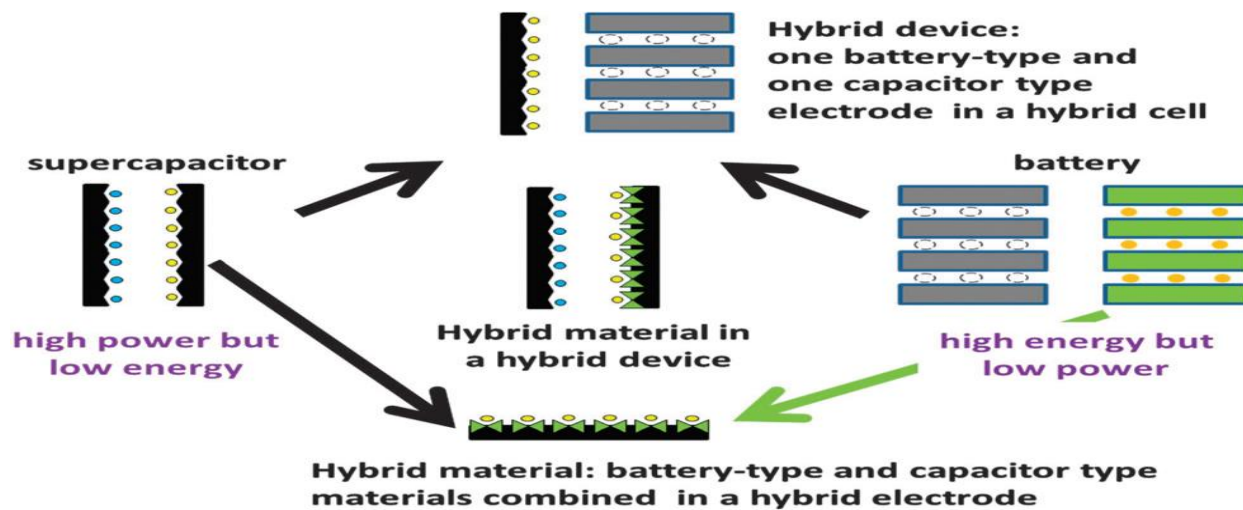 Hybrid device:
one battery-type and
one capacitor type
electrode in a hybrid cell
supercapacitor
battery
high power but
low energy
Hybrid material in
a hybrid device
high energy but
low power
Hybrid material: battery-type and capacitor type
materials combined in a hybrid electrode